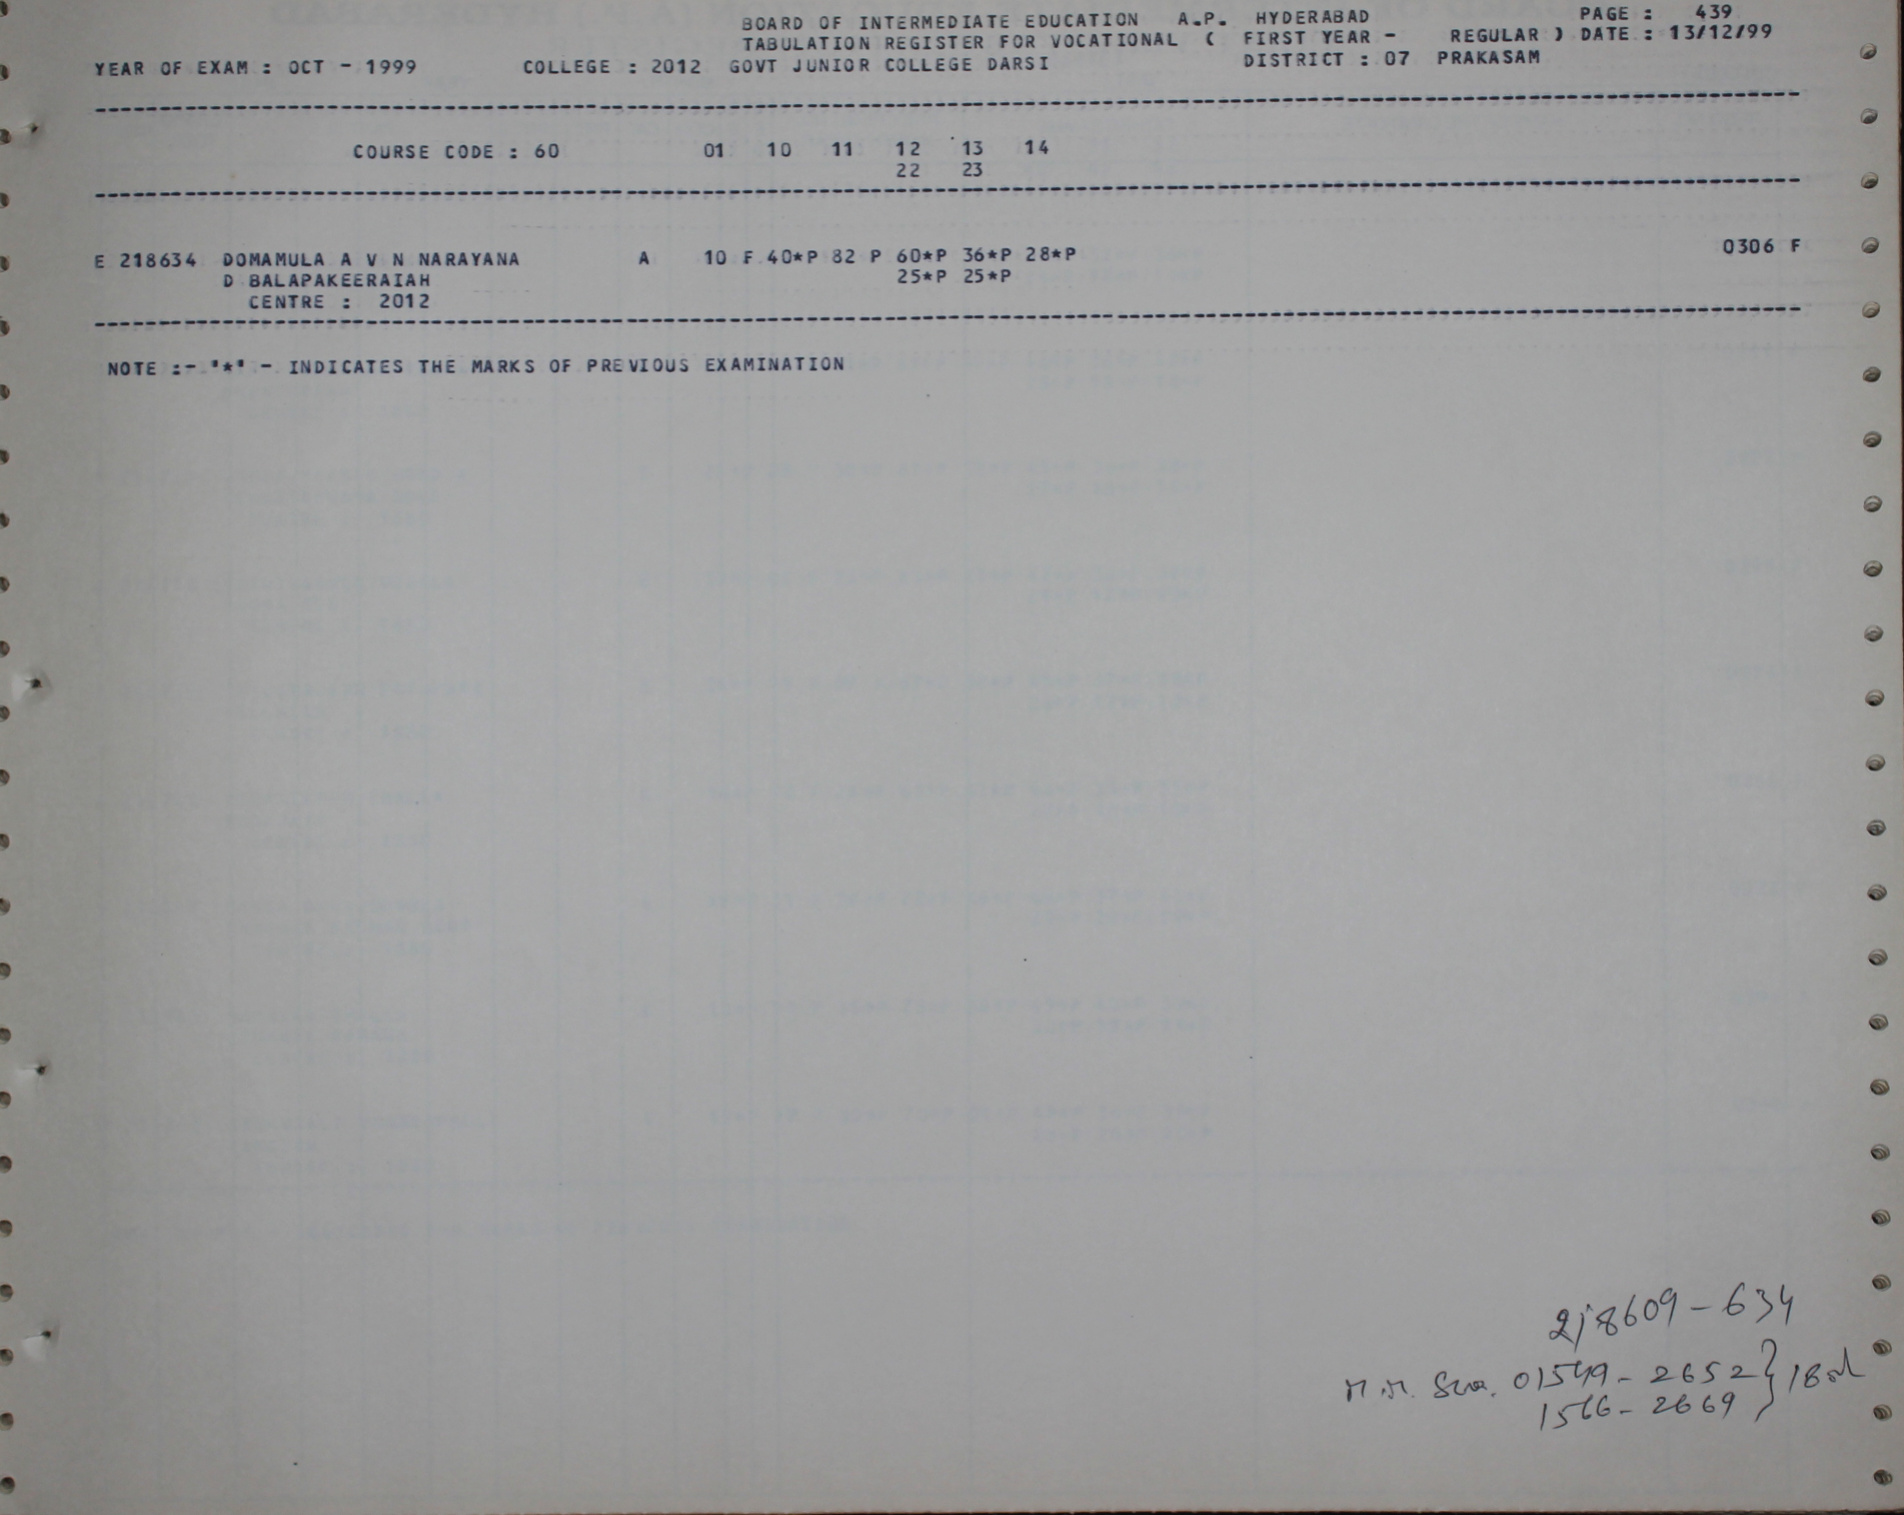 BOARD OF INTERMEDIATE EDUCATION A.P. HYDERABAD PAGE : 439
TABULATION REGISTER FOR VOCATIONAL ( FIRST YEAR - REGULAR ) DATE : 13/12/99
YEAR OF EXAM : OCT - 1999 COLLEGE : 2012 GOVT JUNIOR COLLEGE DARSI DISTRICT : 07 PRAKASAM
COURSE CODE : 60 01 10 11 12 13 14
22 23
E 218634 DOMAMULA A V N NARAYANA A 10 F 40*P 82 P 60*P 36*P 28*P 0306 F
D BALAPAKEERAIAH 25*P 25*P
CENTRE : 2012
NOTE :- "*" - INDICATES THE MARKS OF PREVIOUS EXAMINATION
218609 - 634
M.M. 01549 - 2652 }
1566 - 2669